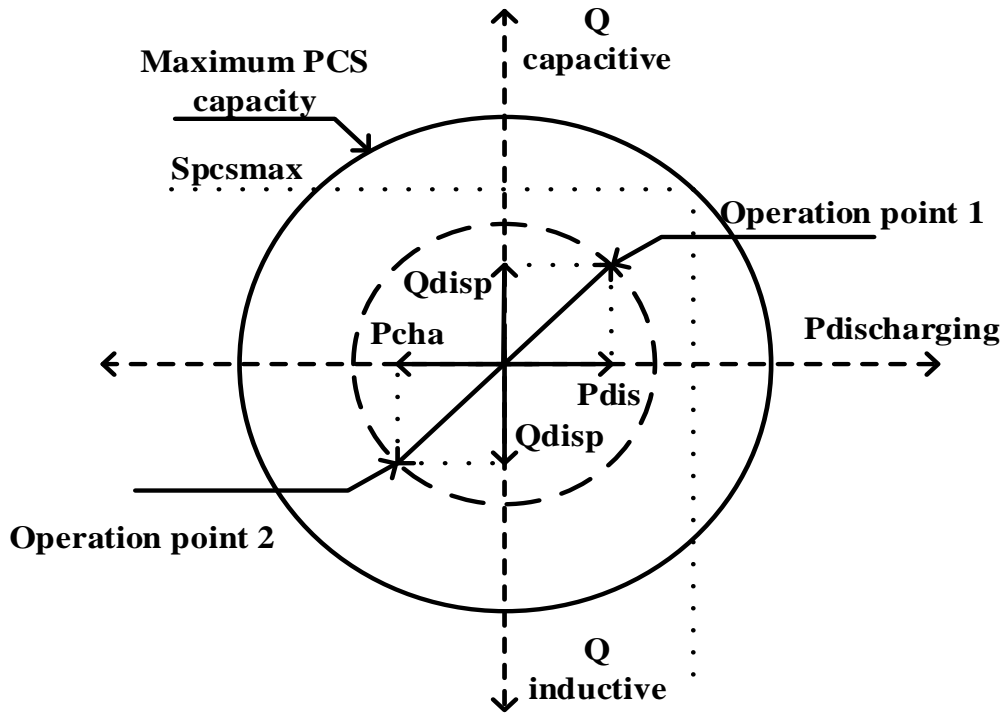 Q
capacitive
Maximum PCS
capacity
Spcsmax
Operation point 1
Qdisp
Pcha
Pdischarging
Pdis
Qdisp
Operation point 2
Q
inductive